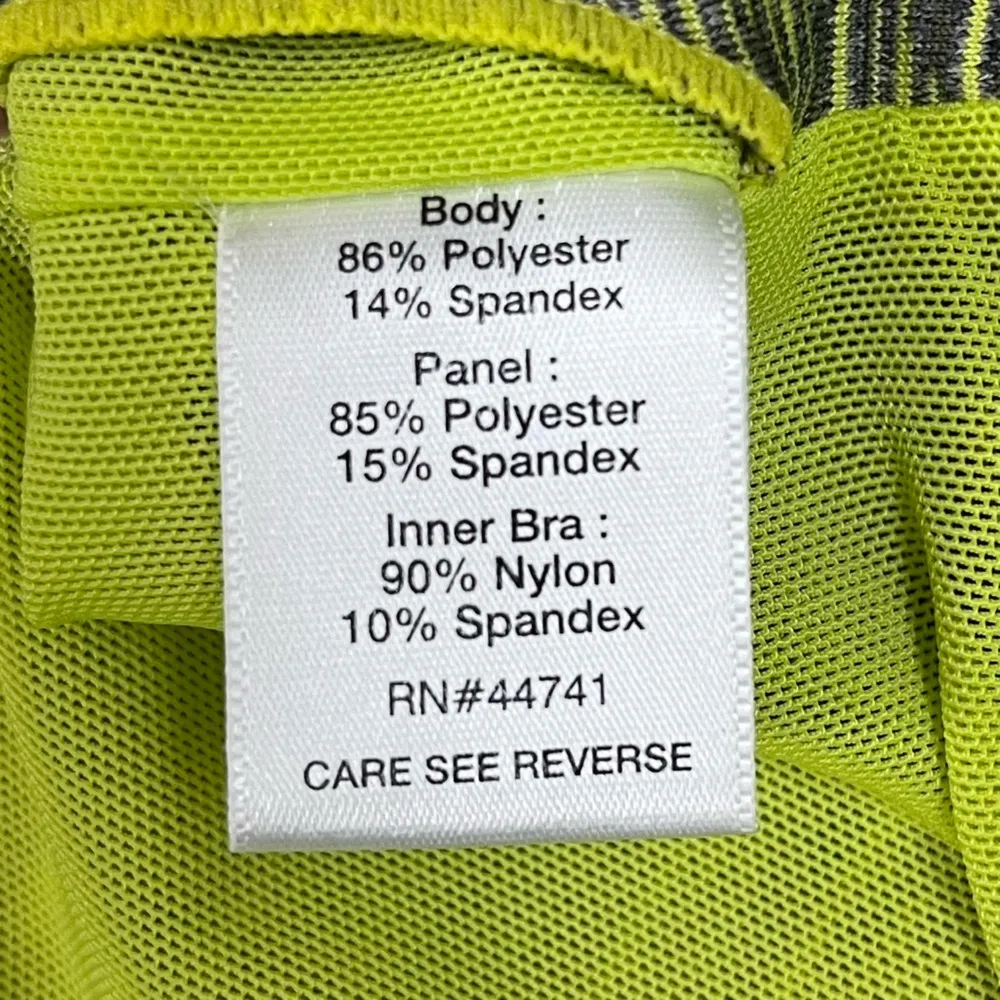 Body :
86% Polyester
14% Spandex
Panel :
85% Polyester
15% Spandex
Inner Bra :
90% Nylon
10% Spandex
RN#44741
CARE SEE REVERSE